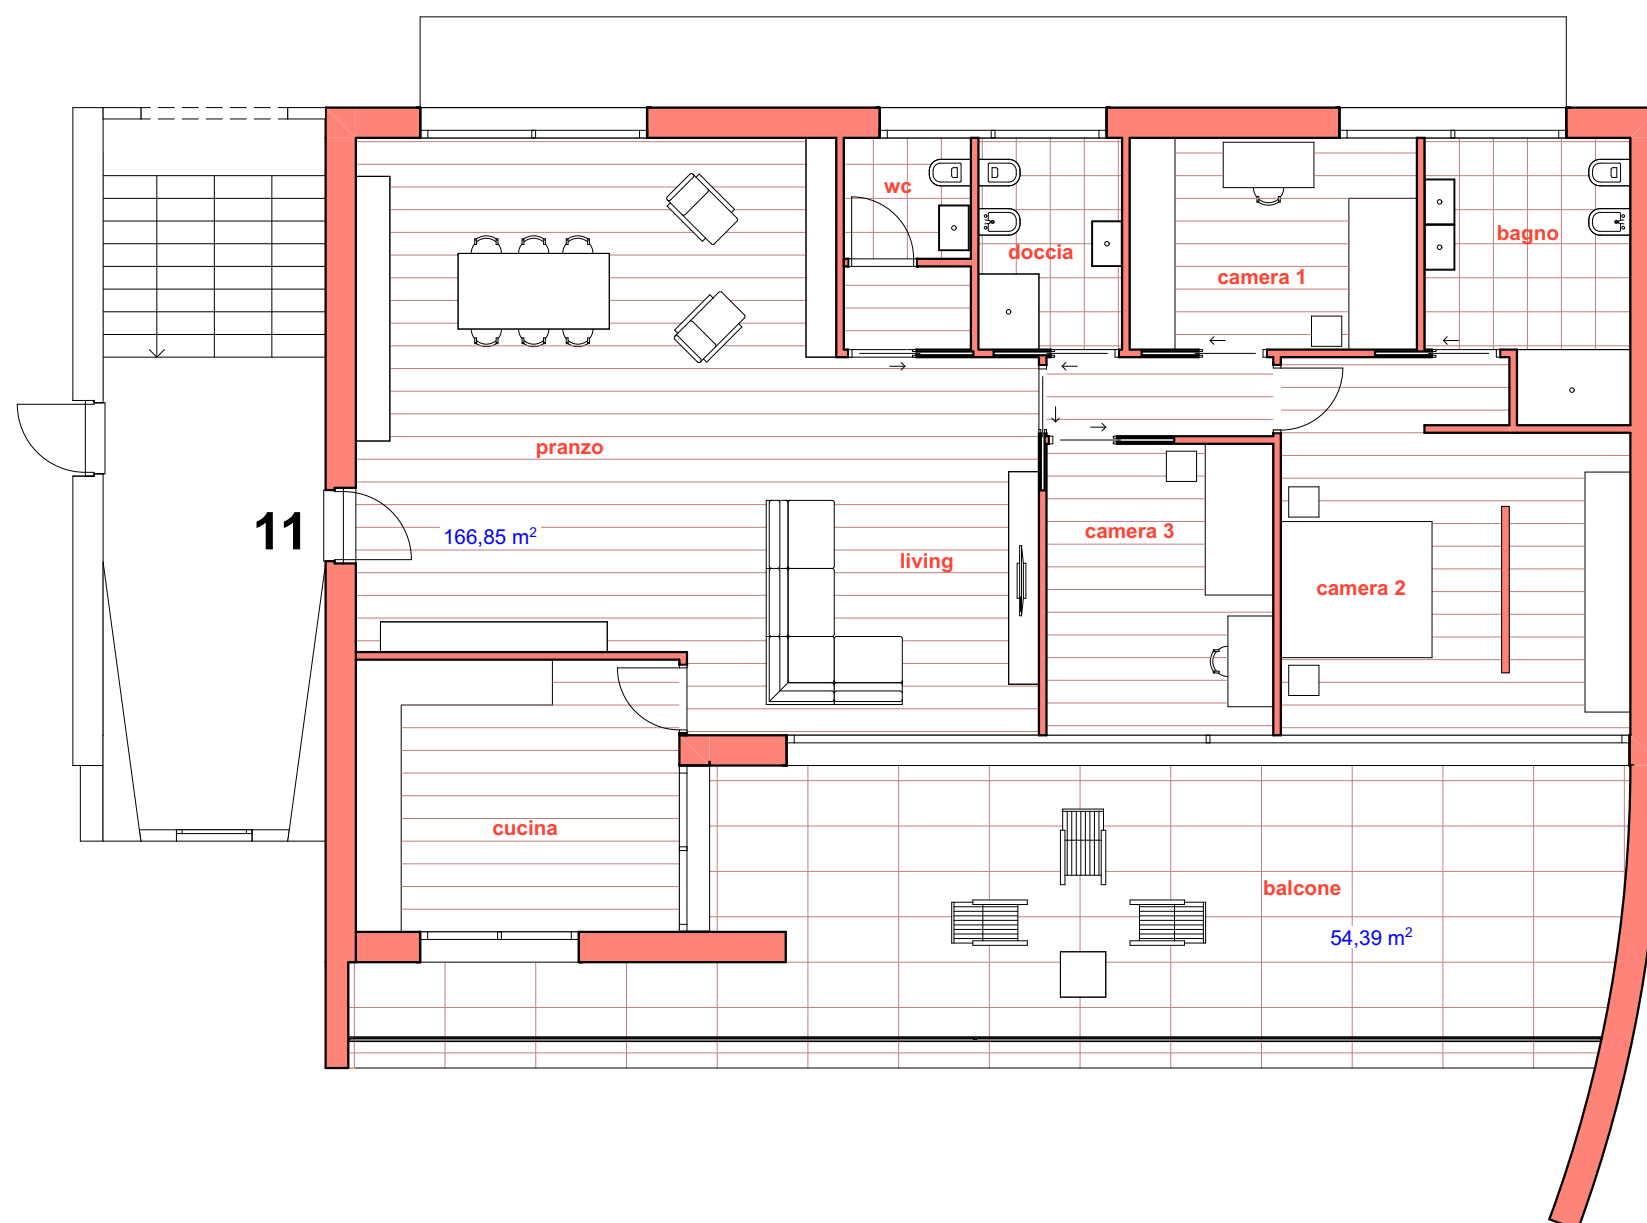 wc
doccia
bagno
camera 1
pranzo
11
166,85 m²
living
camera 3
camera 2
cucina
balcone
54,39 m²